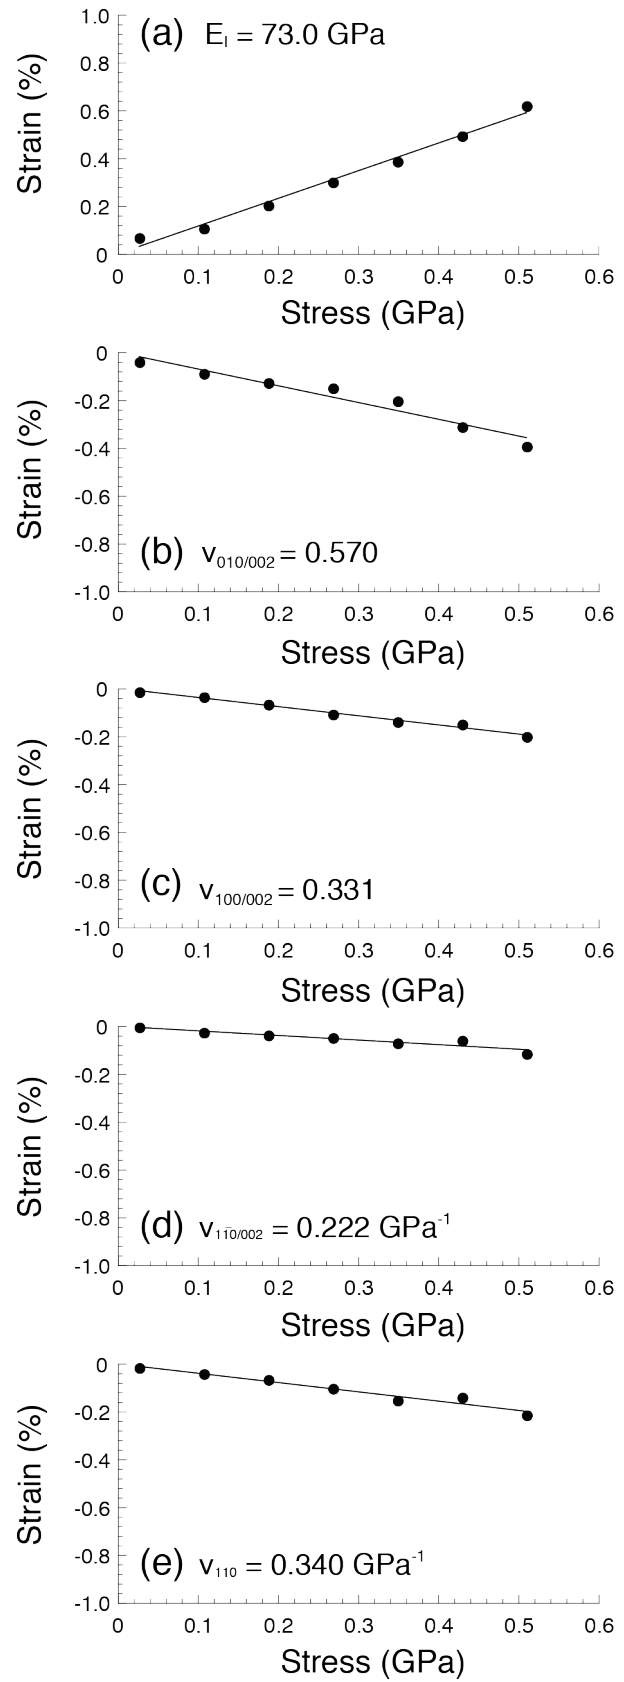 1.0
(a) El = 73.0 GPa
0.8
0.6
Strain (%)
0.4
0.2
0
0 0.1 0.2 0.3 0.4 0.5 0.6
Stress (GPa)
0
-0.2
-0.4
Strain (%)
-0.6
-0.8
(b) v010/002 = 0.570
-1.0
0 0.1 0.2 0.3 0.4 0.5 0.6
Stress (GPa)
0
-0.2
-0.4
Strain (%)
-0.6
-0.8
(c) v100/002 = 0.331
-1.0
0 0.1 0.2 0.3 0.4 0.5 0.6
Stress (GPa)
0
-0.2
-0.4
Strain (%)
-0.6
-0.8
(d) v11̄0/002 = 0.222 GPa-1
-1.0
0 0.1 0.2 0.3 0.4 0.5 0.6
Stress (GPa)
0
-0.2
-0.4
Strain (%)
-0.6
-0.8
(e) v110 = 0.340 GPa-1
-1.0
0 0.1 0.2 0.3 0.4 0.5 0.6
Stress (GPa)